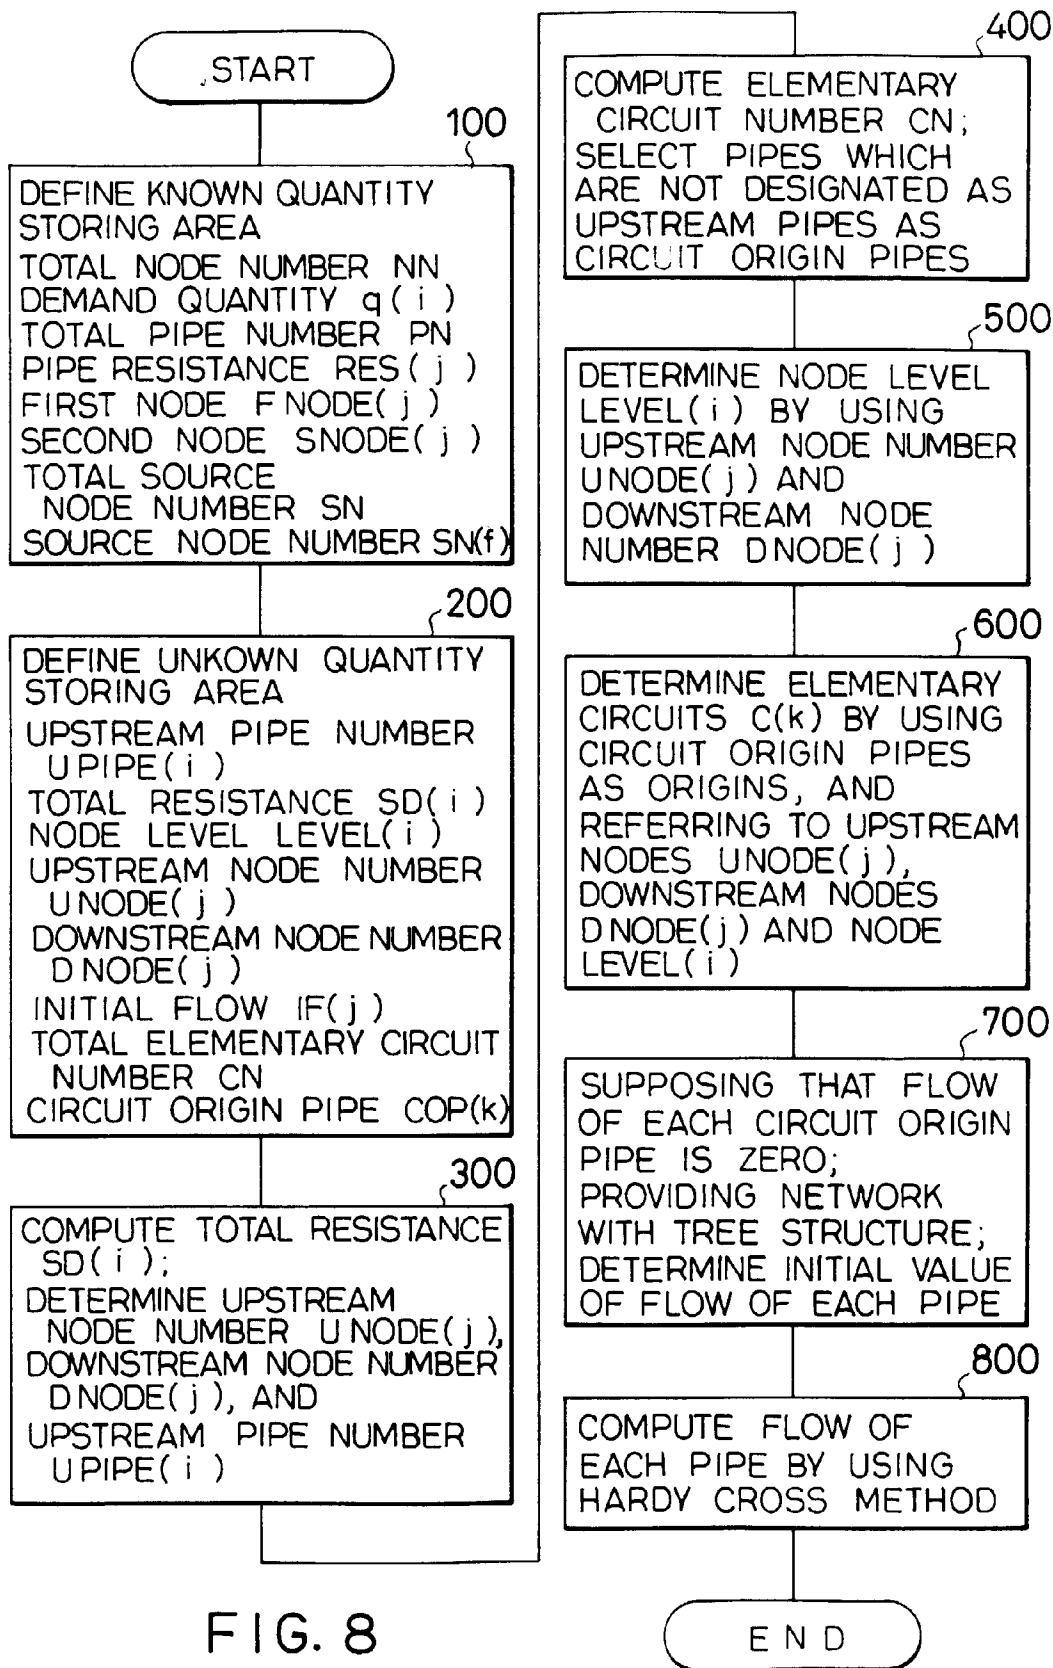 START
100
DEFINE KNOWN QUANTITY
STORING AREA
TOTAL NODE NUMBER NN
DEMAND QUANTITY q(i)
TOTAL PIPE NUMBER PN
PIPE RESISTANCE RES(j)
FIRST NODE FNODE(j)
SECOND NODE SNODE(j)
TOTAL SOURCE
NODE NUMBER SN
SOURCE NODE NUMBER SN(f)
200
DEFINE UNKOWN QUANTITY
STORING AREA
UPSTREAM PIPE NUMBER
UPIPE(i)
TOTAL RESISTANCE SD(i)
NODE LEVEL LEVEL(i)
UPSTREAM NODE NUMBER
UNODE(j)
DOWNSTREAM NODE NUMBER
DNODE(j)
INITIAL FLOW IF(j)
TOTAL ELEMENTARY CIRCUIT
NUMBER CN
CIRCUIT ORIGIN PIPE COP(k)
300
COMPUTE TOTAL RESISTANCE
SD(i);
DETERMINE UPSTREAM
NODE NUMBER UNODE(j),
DOWNSTREAM NODE NUMBER
DNODE(j), AND
UPSTREAM PIPE NUMBER
UPIPE(i)
400
COMPUTE ELEMENTARY
CIRCUIT NUMBER CN;
SELECT PIPES WHICH
ARE NOT DESIGNATED AS
UPSTREAM PIPES AS
CIRCUIT ORIGIN PIPES
500
DETERMINE NODE LEVEL
LEVEL(i) BY USING
UPSTREAM NODE NUMBER
UNODE(j) AND
DOWNSTREAM NODE
NUMBER DNODE(j)
600
DETERMINE ELEMENTARY
CIRCUITS C(k) BY USING
CIRCUIT ORIGIN PIPES
AS ORIGINS, AND
REFERRING TO UPSTREAM
NODES UNODE(j),
DOWNSTREAM NODES
DNODE(j) AND NODE
LEVEL(i)
700
SUPPOSING THAT FLOW
OF EACH CIRCUIT ORIGIN
PIPE IS ZERO;
PROVIDING NETWORK
WITH TREE STRUCTURE;
DETERMINE INITIAL VALUE
OF FLOW OF EACH PIPE
800
COMPUTE FLOW OF
EACH PIPE BY USING
HARDY CROSS METHOD
END
FIG. 8